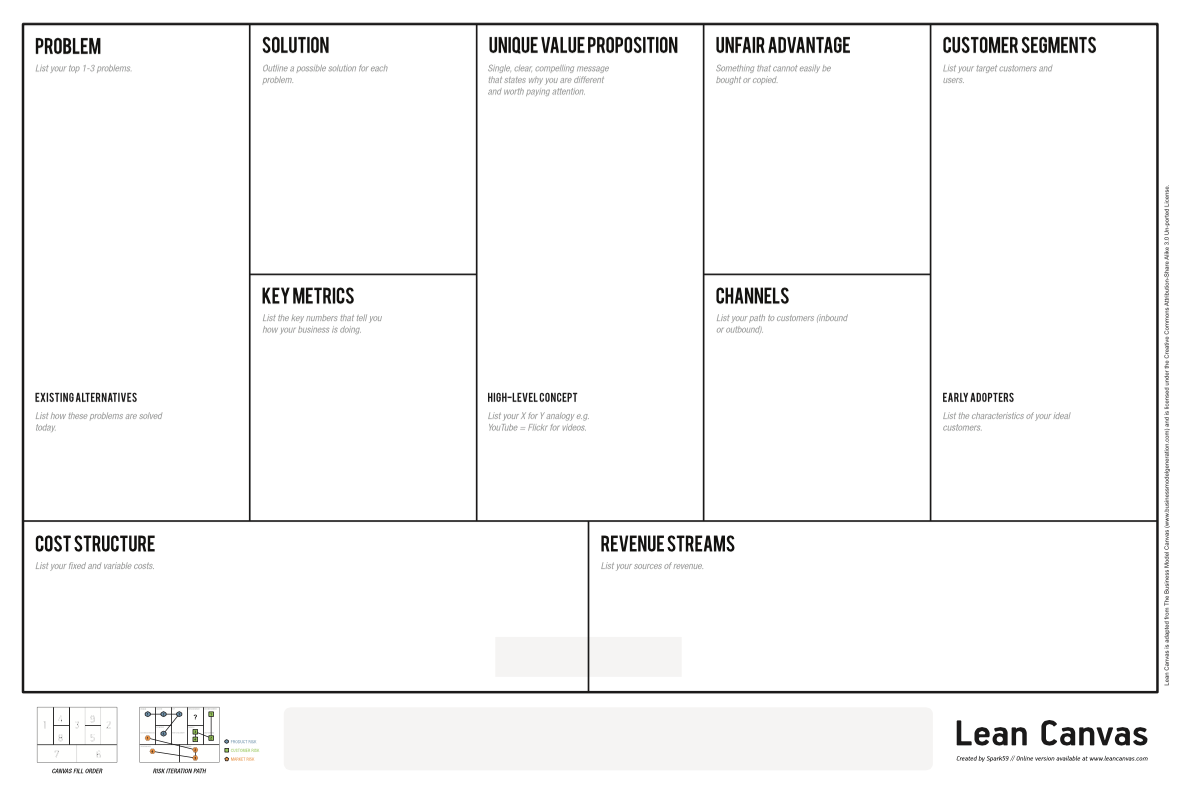 PROBLEM
List your top 1-3 problems.
EXISTING ALTERNATIVES
List how these problems are solved
today.
SOLUTION
Outline a possible solution for each
problem.
KEY METRICS
List the key numbers that tell you
how your business is doing.
UNIQUE VALUE PROPOSITION
Single, clear, compelling message
that states why you are different
and worth paying attention.
HIGH-LEVEL CONCEPT
List your X for Y analogy e.g.
YouTube = Flickr for videos.
UNFAIR ADVANTAGE
Something that cannot easily be
bought or copied.
CHANNELS
List your path to customers (inbound
or outbound).
CUSTOMER SEGMENTS
List your target customers and
users.
EARLY ADOPTERS
List the characteristics of your ideal
customers.
COST STRUCTURE
List your fixed and variable costs.
REVENUE STREAMS
List your sources of revenue.
Lean Canvas is adapted from The Business Model Canvas (www.businessmodelgeneration.com) and is licensed under the Creative Commons Attribution-Share Alike 3.0 Un-ported License.
1 4 3 9 2
8 5
7 6
CANVAS FILL ORDER
?
RISK ITERATION PATH
PRODUCT RISK
CUSTOMER RISK
MARKET RISK
Lean Canvas
Created by Spark59 // Online version available at www.leancanvas.com